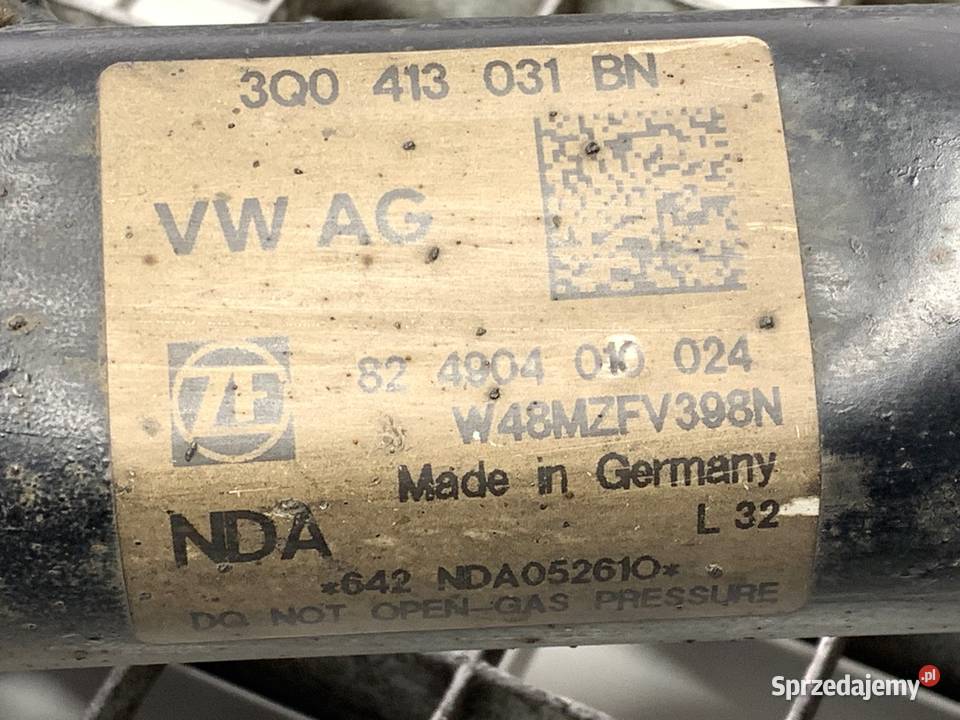 3Q0 413 031 BN
VW AG
ZF
82 4904 010 024
W48MZFV398N
Made in Germany
L 32
NDA
*642 NDA052610*
DO NOT OPEN-GAS PRESSURE
Sprzedajemy.pl